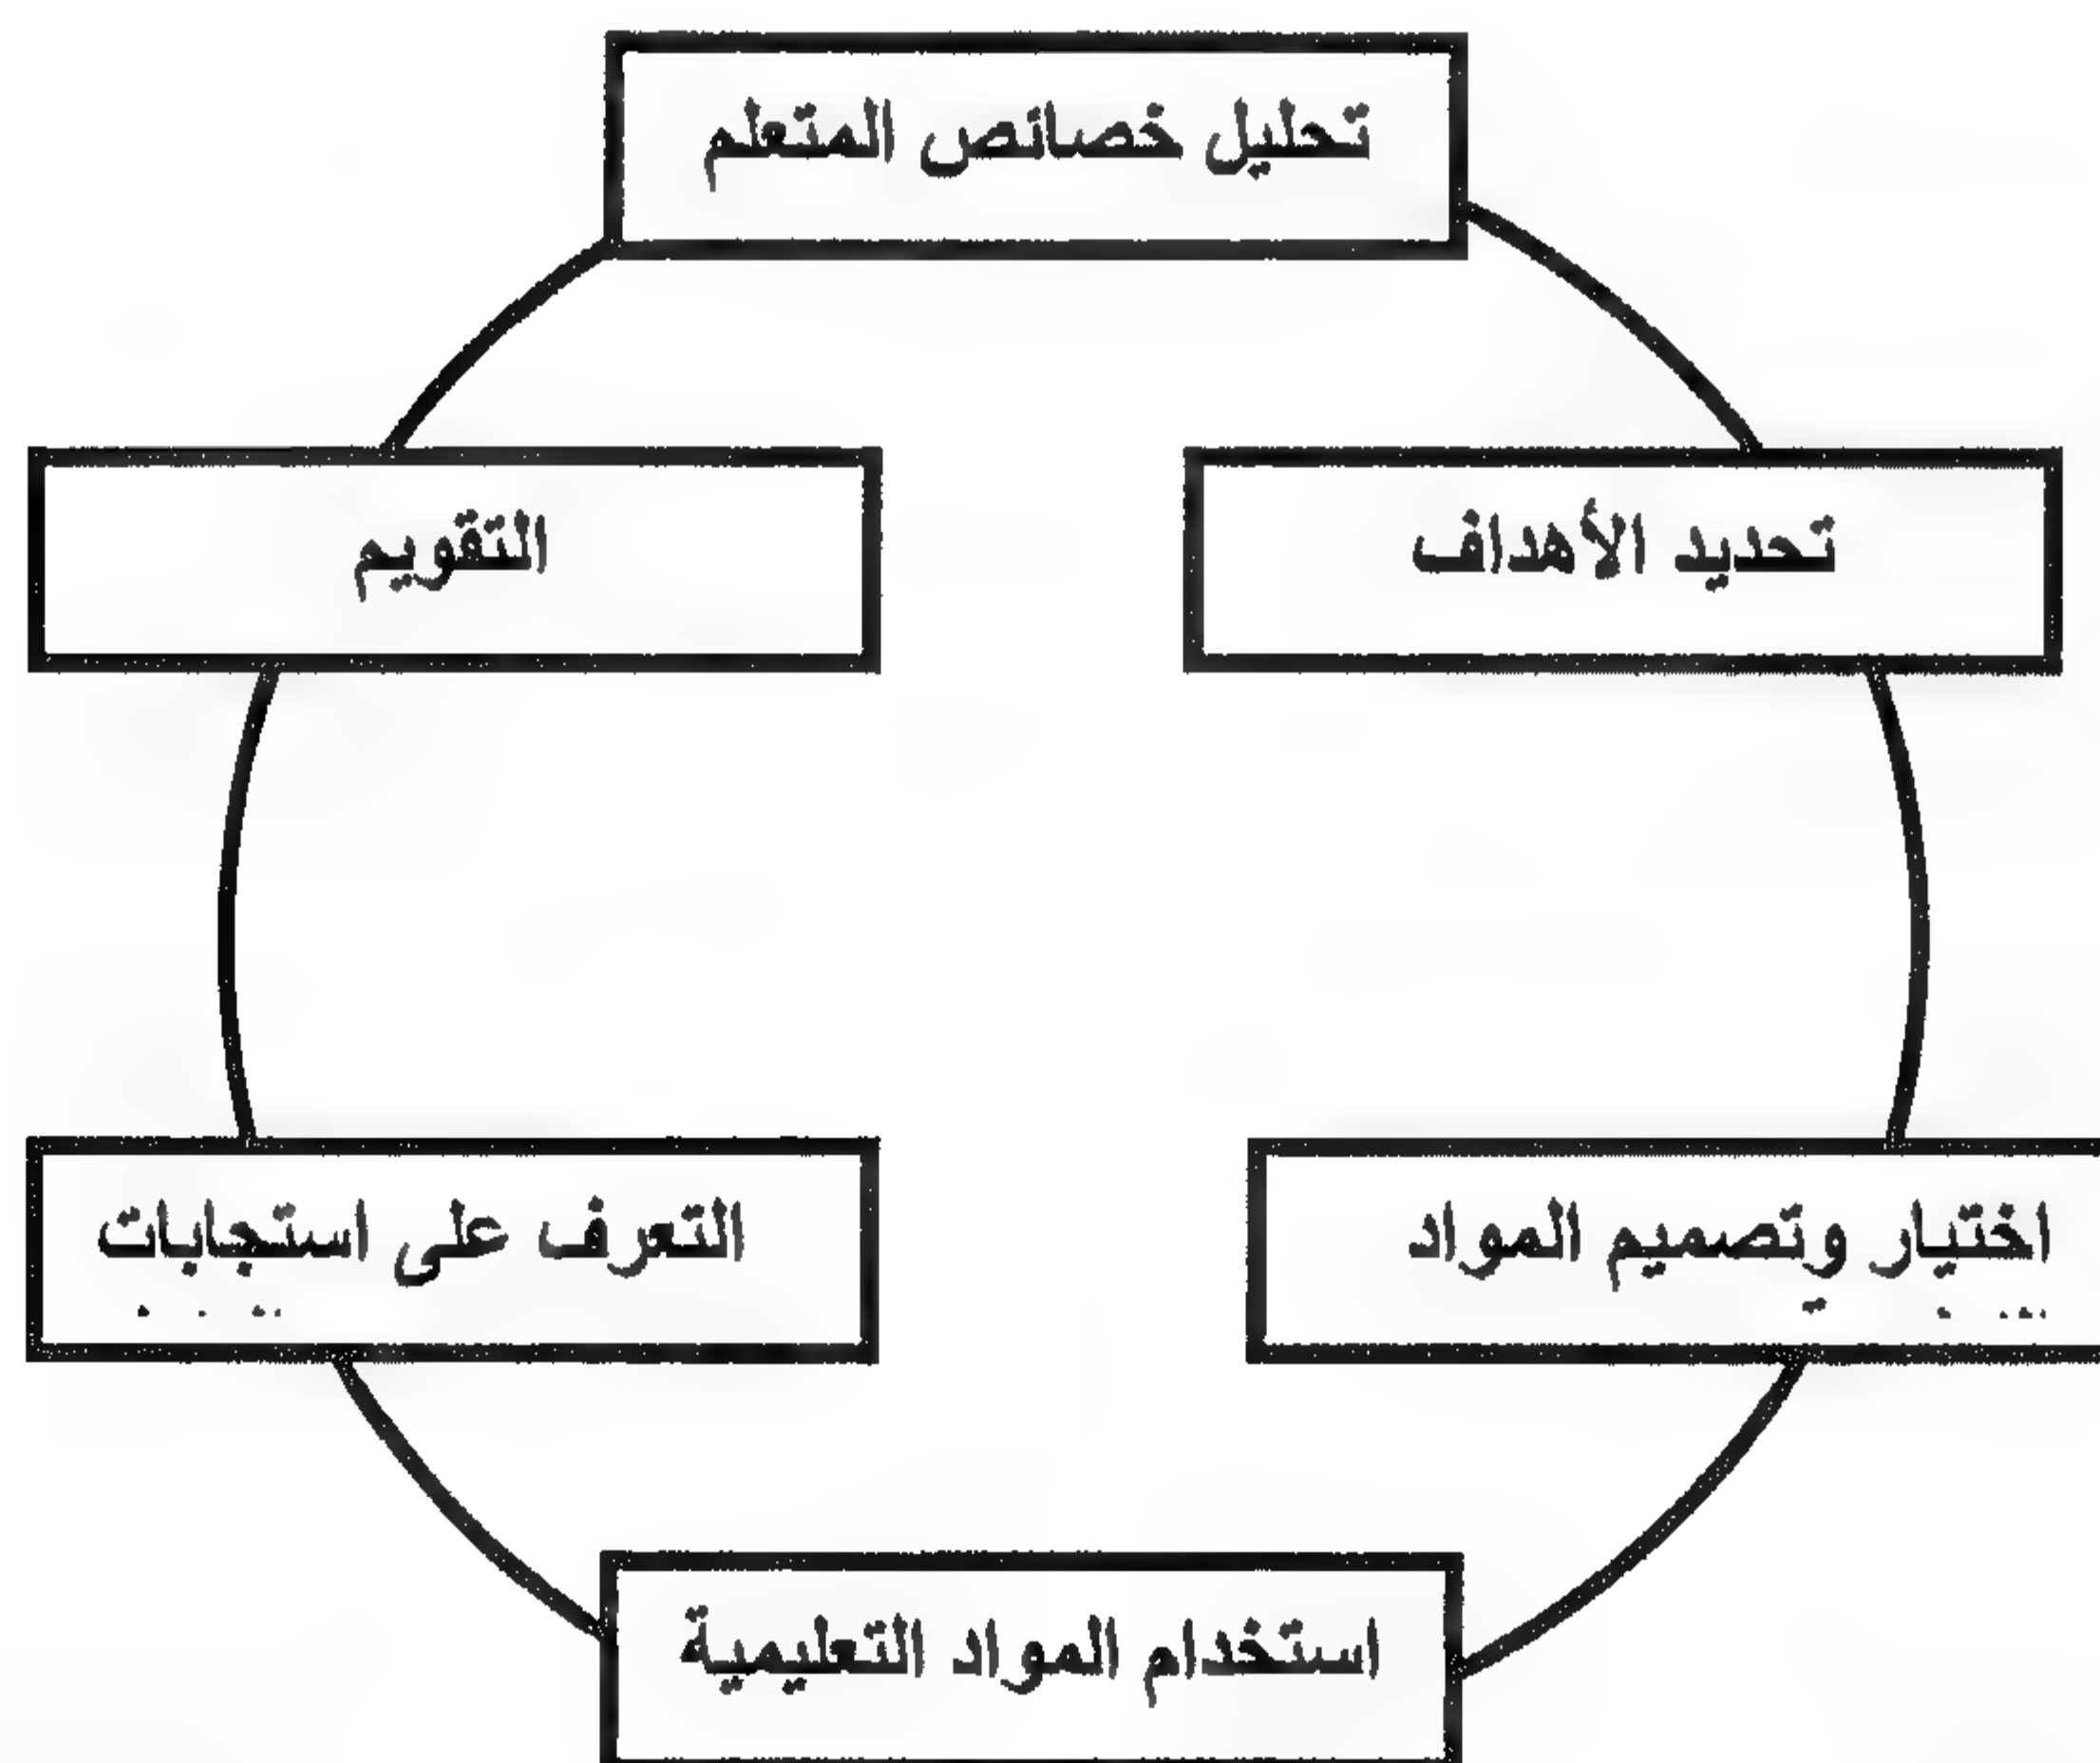 تحليل خصائص المتعلم
تحديد الأهداف
التقويم
اختيار وتصميم المواد
التعرف على استجابات
استخدام المواد التعليمية